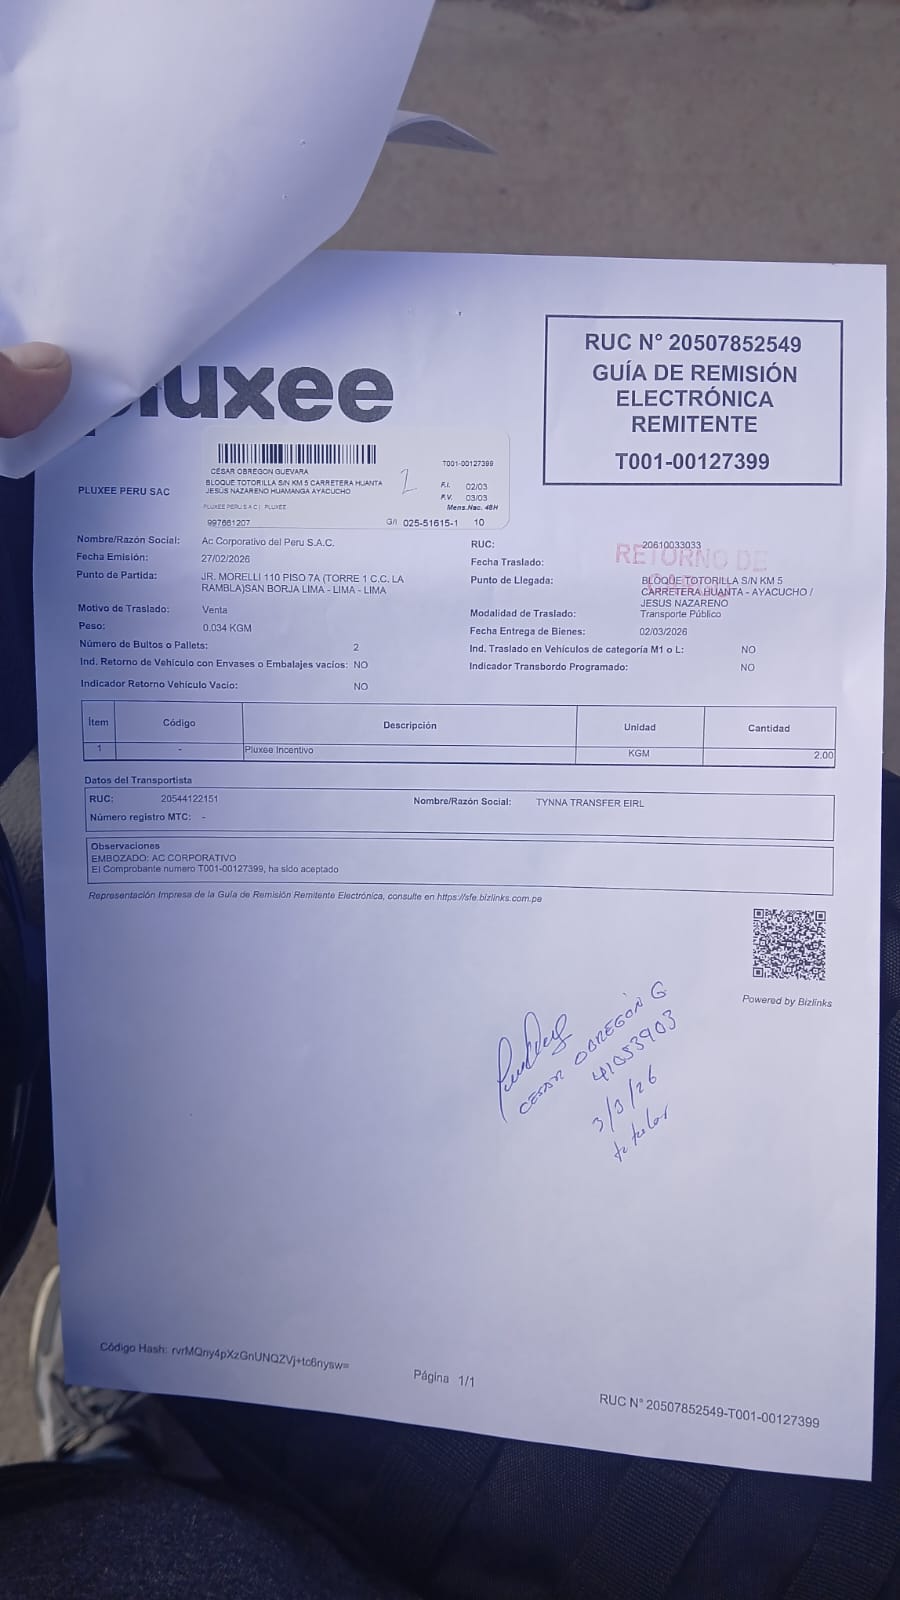 pluxee
RUC N° 20507852549
GUÍA DE REMISIÓN
ELECTRÓNICA
REMITENTE
T001-00127399
PLUXEE PERU SAC
T001-00127399
CESAR OBREGON GUEVARA
BLOQUE TOTORILLA S/N KM 5 CARRETERA HUANTA
JESUS NAZARENO HUAMANGA AYACUCHO
2
F.I. 02/03
F.V. 03/03
PLUXEE PERU S A C | PLUXEE
Mens.Nac. 48H
997661207
G/I 025-51615-1 10
Nombre/Razón Social: Ac Corporativo del Peru S.A.C.
RUC: 20610033033
Fecha Emisión: 27/02/2026
Fecha Traslado:
RETORNO DE
Punto de Partida: JR. MORELLI 110 PISO 7A (TORRE 1 C.C. LA
RAMBLA)SAN BORJA LIMA - LIMA - LIMA
Punto de Llegada: BLOQUE TOTORILLA S/N KM 5
CARRETERA HUANTA - AYACUCHO /
JESUS NAZARENO
Motivo de Traslado: Venta
Modalidad de Traslado: Transporte Público
Peso: 0.034 KGM
Fecha Entrega de Bienes: 02/03/2026
Número de Bultos o Pallets: 2
Ind. Traslado en Vehículos de categoría M1 o L: NO
Ind. Retorno de Vehículo con Envases o Embalajes vacíos: NO
Indicador Transbordo Programado: NO
Indicador Retorno Vehículo Vacío: NO
Ítem Código Descripción Unidad Cantidad
1 - Pluxee Incentivo KGM 2.00
Datos del Transportista
RUC: 20544122151
Nombre/Razón Social: TYNNA TRANSFER EIRL
Número registro MTC: -
Observaciones
EMBOZADO: AC CORPORATIVO
El Comprobante numero T001-00127399, ha sido aceptado
Representación Impresa de la Guía de Remisión Remitente Electrónica, consulte en https://sfe.bizlinks.com.pe
Powered by Bizlinks
CESAR OBREGÓN G
41053903
3/3/26
titular
Código Hash: rvrMQny4pXzGnUNQZVj+tc6nysw=
Página 1/1
RUC N° 20507852549-T001-00127399